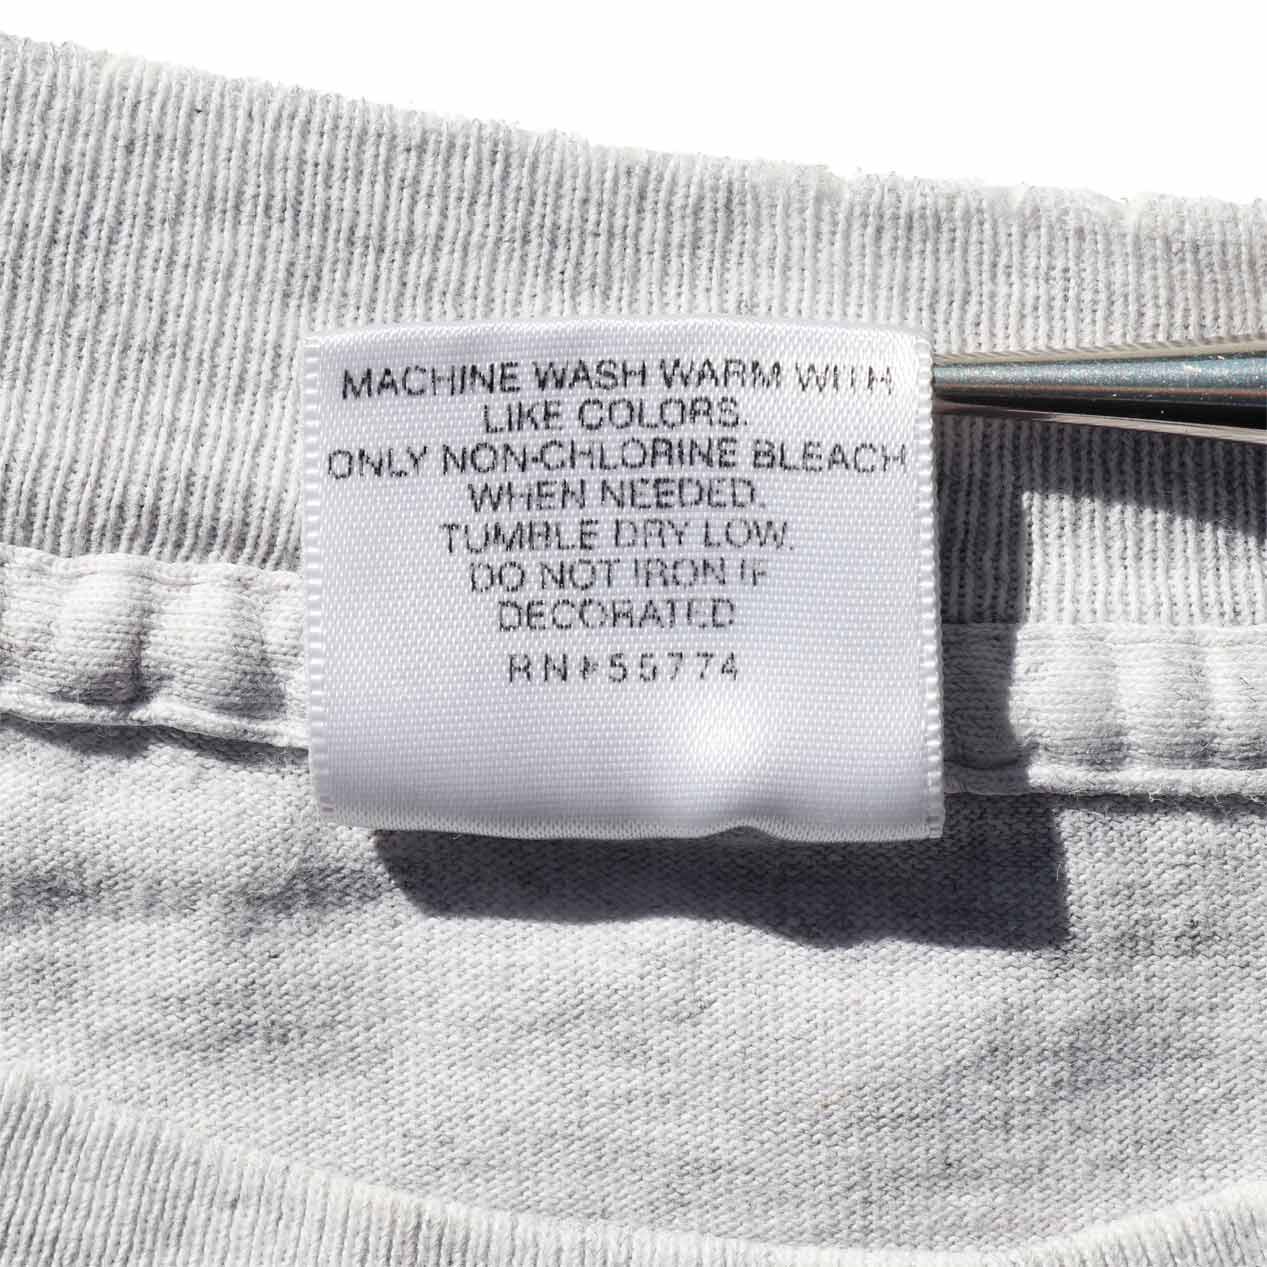 MACHINE WASH WARM WITH
LIKE COLORS.
ONLY NON-CHLORINE BLEACH
WHEN NEEDED.
TUMBLE DRY LOW.
DO NOT IRON IF
DECORATED
RN#55774